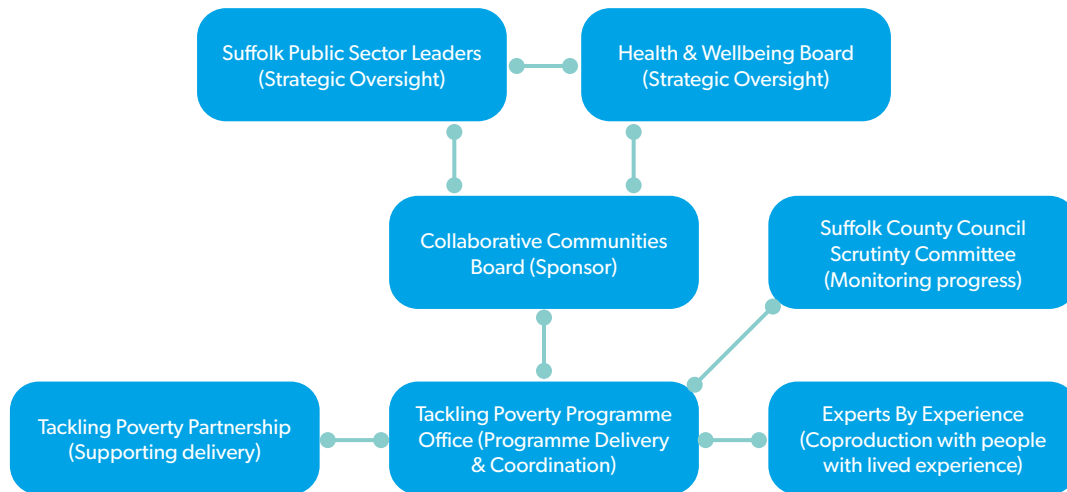 Suffolk Public Sector Leaders
(Strategic Oversight)
Health & Wellbeing Board
(Strategic Oversight)
Collaborative Communities
Board (Sponsor)
Suffolk County Council
Scrutinty Committee
(Monitoring progress)
Tackling Poverty Partnership
(Supporting delivery)
Tackling Poverty Programme
Office (Programme Delivery
& Coordination)
Experts By Experience
(Coproduction with people
with lived experience)